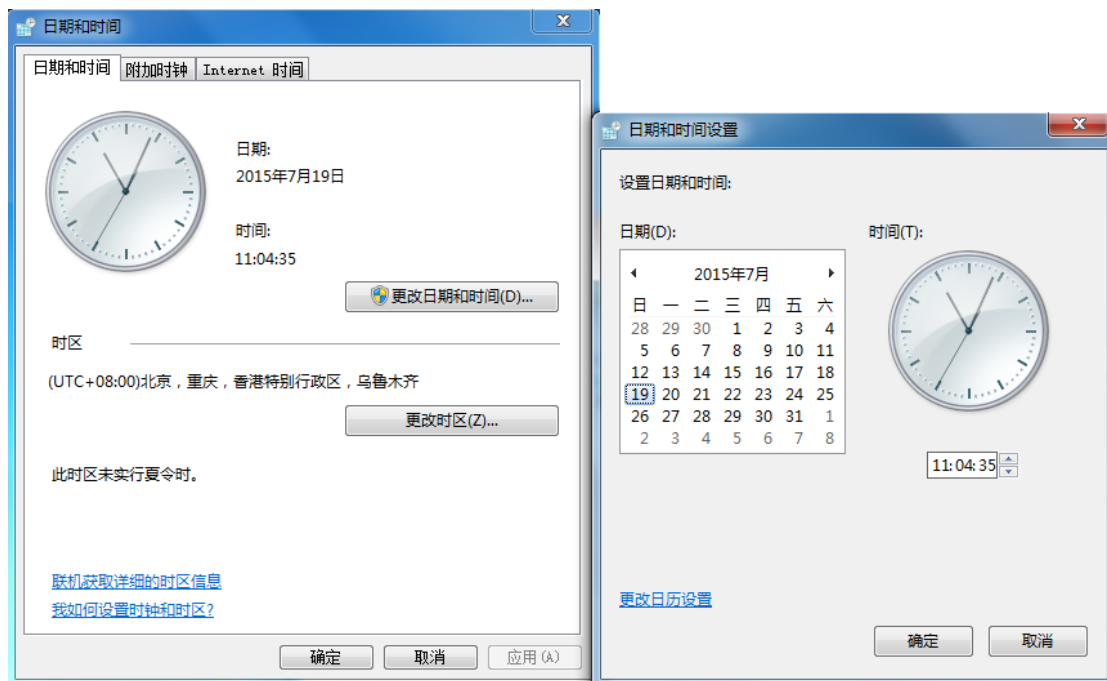 日期和时间
日期和时间 附加时钟 Internet 时间
日期:
2015年7月19日
时间:
11:04:35
更改日期和时间(D)...
时区
(UTC+08:00)北京，重庆，香港特别行政区，乌鲁木齐
更改时区(Z)...
此时区未实行夏令时。
联机获取详细的时区信息
我如何设置时钟和时区?
确定 取消 应用(A)
日期和时间设置
设置日期和时间:
日期(D):
2015年7月
日 一 二 三 四 五 六
28 29 30 1 2 3 4
5 6 7 8 9 10 11
12 13 14 15 16 17 18
19 20 21 22 23 24 25
26 27 28 29 30 31 1
2 3 4 5 6 7 8
时间(T):
11:04:35
更改日历设置
确定 取消